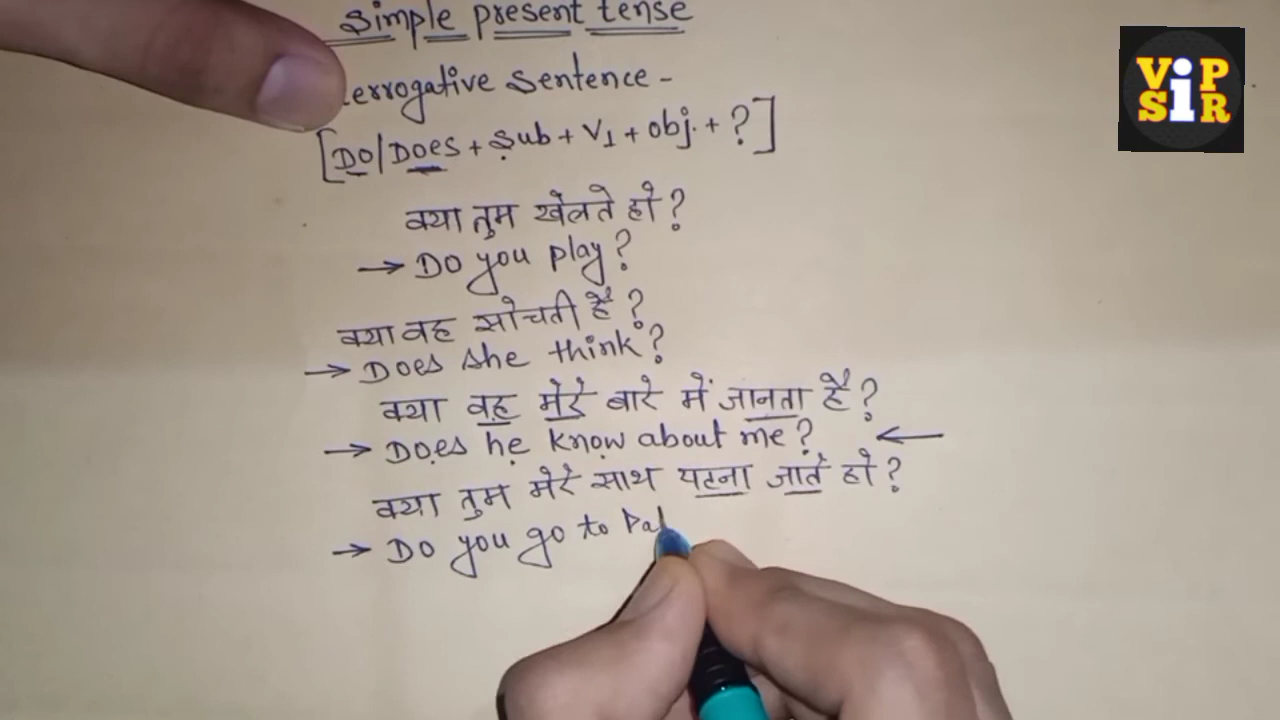 Simple present tense
errogative Sentence -
[Do/Does + Sub + V1 + obj. + ?]
क्या तुम खेलते हो?
→ Do you play?
क्या वह सोचती है?
→ Does she think?
क्या वह मेरे बारे में जानता है?
→ Does he know about me? ←
क्या तुम मेरे साथ पटना जाते हो?
→ Do you go to Pa
ViP
SiR